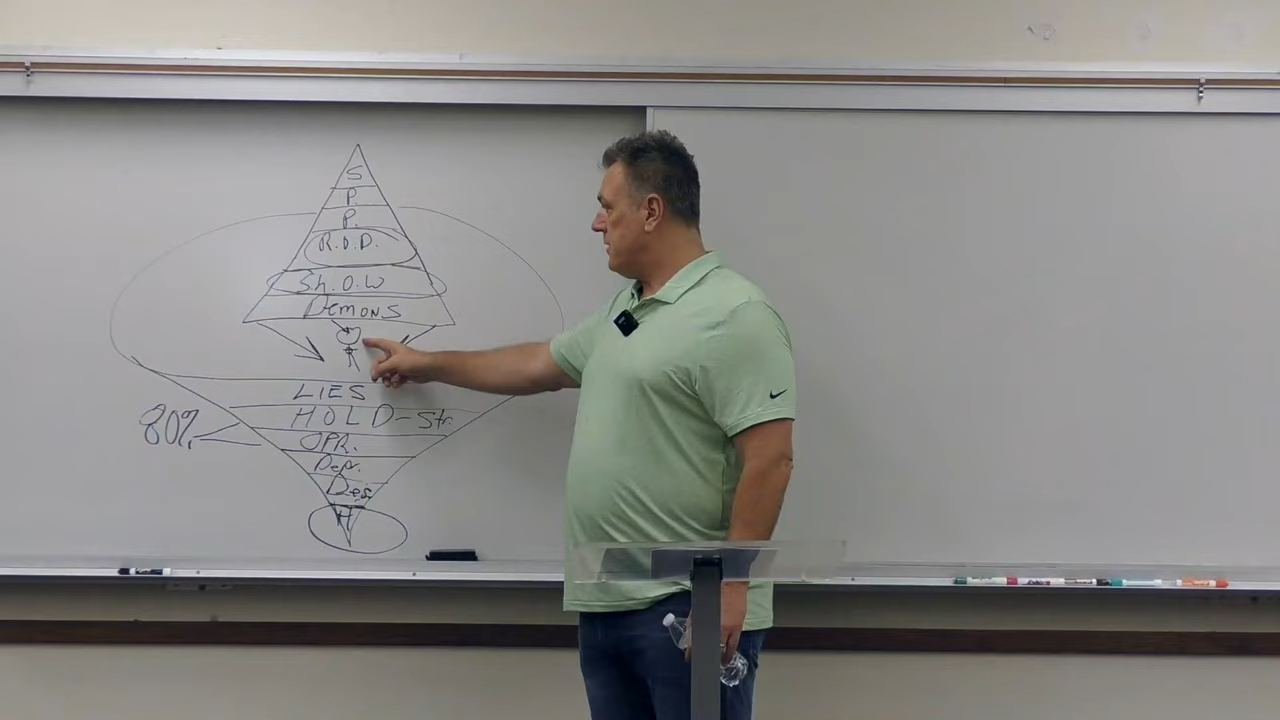 S
P.
P.
R.O.D.
Sh.O.W
Demons
LIES
HOLD-Str.
80%
OPR.
Dep.
Des
H